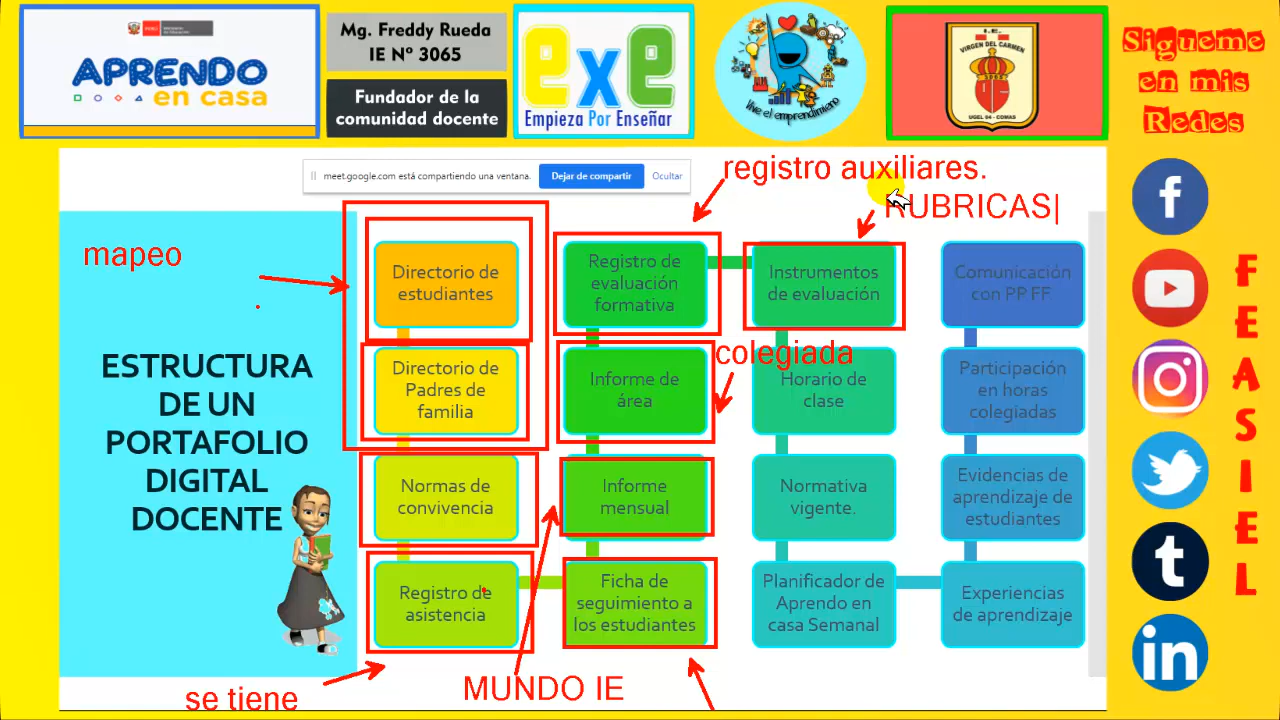 PERÚ
APRENDO
en casa
Mg. Freddy Rueda
IE Nº 3065
Fundador de la
comunidad docente
exe
Empieza Por Enseñar
Vive el emprendimiento
I.E.
VIRGEN DEL CARMEN
UGEL 04 - COMAS
Sigueme
en mis
Redes
meet.google.com está compartiendo una ventana.
Dejar de compartir
Ocultar
registro auxiliares.
RUBRICAS|
mapeo
ESTRUCTURA
DE UN
PORTAFOLIO
DIGITAL
DOCENTE
Directorio de
estudiantes
Directorio de
Padres de
familia
Normas de
convivencia
Registro de
asistencia
se tiene
Registro de
evaluación
formativa
colegiada
Informe de
área
Informe
mensual
Ficha de
seguimiento a
los estudiantes
MUNDO IE
Instrumentos
de evaluación
Horario de
clase
Normativa
vigente.
Planificador de
Aprendo en
casa Semanal
Comunicación
con PP FF
Participación
en horas
colegiadas
Evidencias de
aprendizaje de
estudiantes
Experiencias
de aprendizaje
FEASIEL